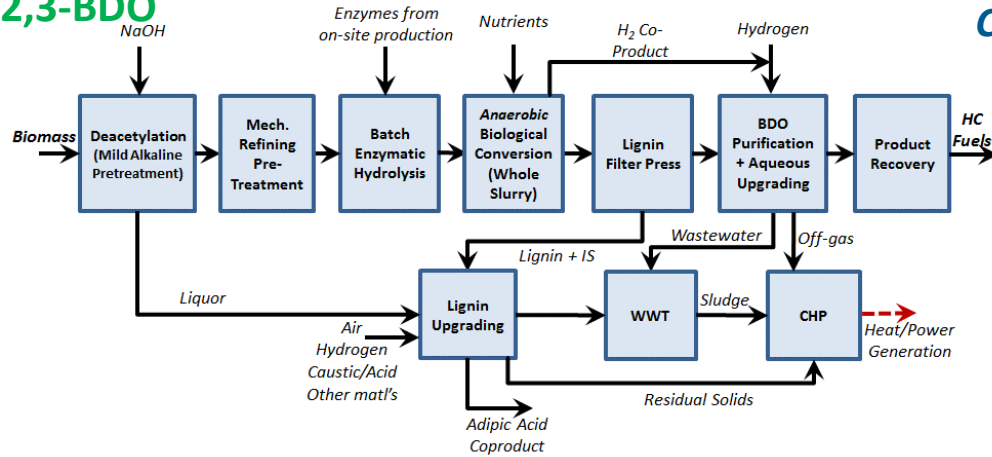 2,3-BDO
C
NaOH
Enzymes from
on-site production
Nutrients
H2 Co-
Product
Hydrogen
Biomass
Deacetylation
(Mild Alkaline
Pretreatment)
Mech.
Refining
Pre-
Treatment
Batch
Enzymatic
Hydrolysis
Anaerobic
Biological
Conversion
(Whole
Slurry)
Lignin
Filter Press
BDO
Purification
+ Aqueous
Upgrading
Product
Recovery
HC
Fuels
Wastewater
Off-gas
Lignin + IS
Liquor
Lignin
Upgrading
WWT
Sludge
CHP
Heat/Power
Generation
Air
Hydrogen
Caustic/Acid
Other matl's
Residual Solids
Adipic Acid
Coproduct